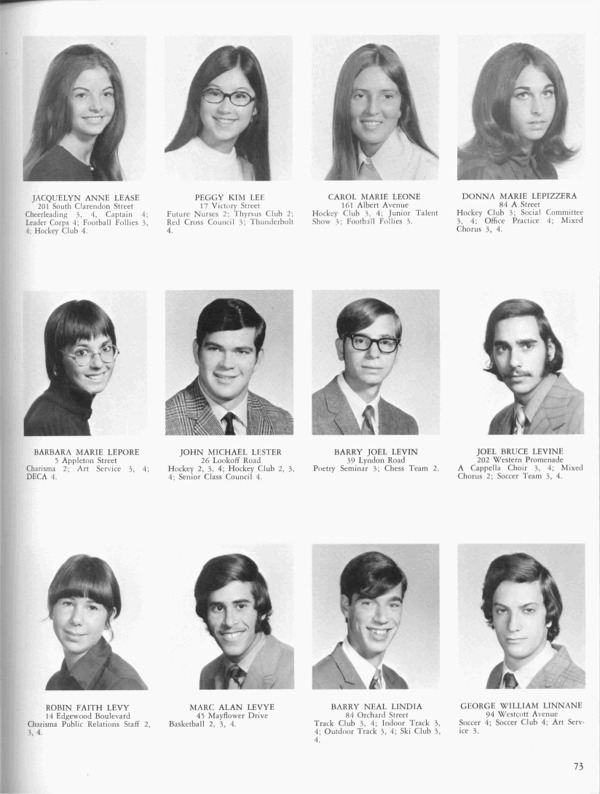 JACQUELYN ANNE LEASE
201 South Clarendon Street
Cheerleading 3, 4, Captain 4;
Leader Corps 4; Football Follies 3,
4; Hockey Club 4.
PEGGY KIM LEE
17 Victory Street
Future Nurses 2; Thyrsus Club 2;
Red Cross Council 3; Thunderbolt
4.
CAROL MARIE LEONE
161 Albert Avenue
Hockey Club 3, 4; Junior Talent
Show 3; Football Follies 3.
DONNA MARIE LEPIZZERA
84 A Street
Hockey Club 3; Social Committee
3, 4; Office Practice 4; Mixed
Chorus 3, 4.
BARBARA MARIE LEPORE
5 Appleton Street
Charisma 2; Art Service 3, 4;
DECA 4.
JOHN MICHAEL LESTER
26 Lookoff Road
Hockey 2, 3, 4; Hockey Club 2, 3,
4; Senior Class Council 4.
BARRY JOEL LEVIN
39 Lyndon Road
Poetry Seminar 3; Chess Team 2.
JOEL BRUCE LEVINE
202 Western Promenade
A Cappella Choir 3, 4; Mixed
Chorus 2; Soccer Team 3, 4.
ROBIN FAITH LEVY
14 Edgewood Boulevard
Charisma Public Relations Staff 2,
3, 4.
MARC ALAN LEVYE
45 Mayflower Drive
Basketball 2, 3, 4.
BARRY NEAL LINDIA
84 Orchard Street
Track Club 3, 4; Indoor Track 3,
4; Outdoor Track 3, 4; Ski Club 3,
4.
GEORGE WILLIAM LINNANE
94 Westcott Avenue
Soccer 4; Soccer Club 4; Art Serv-
ice 3.
73